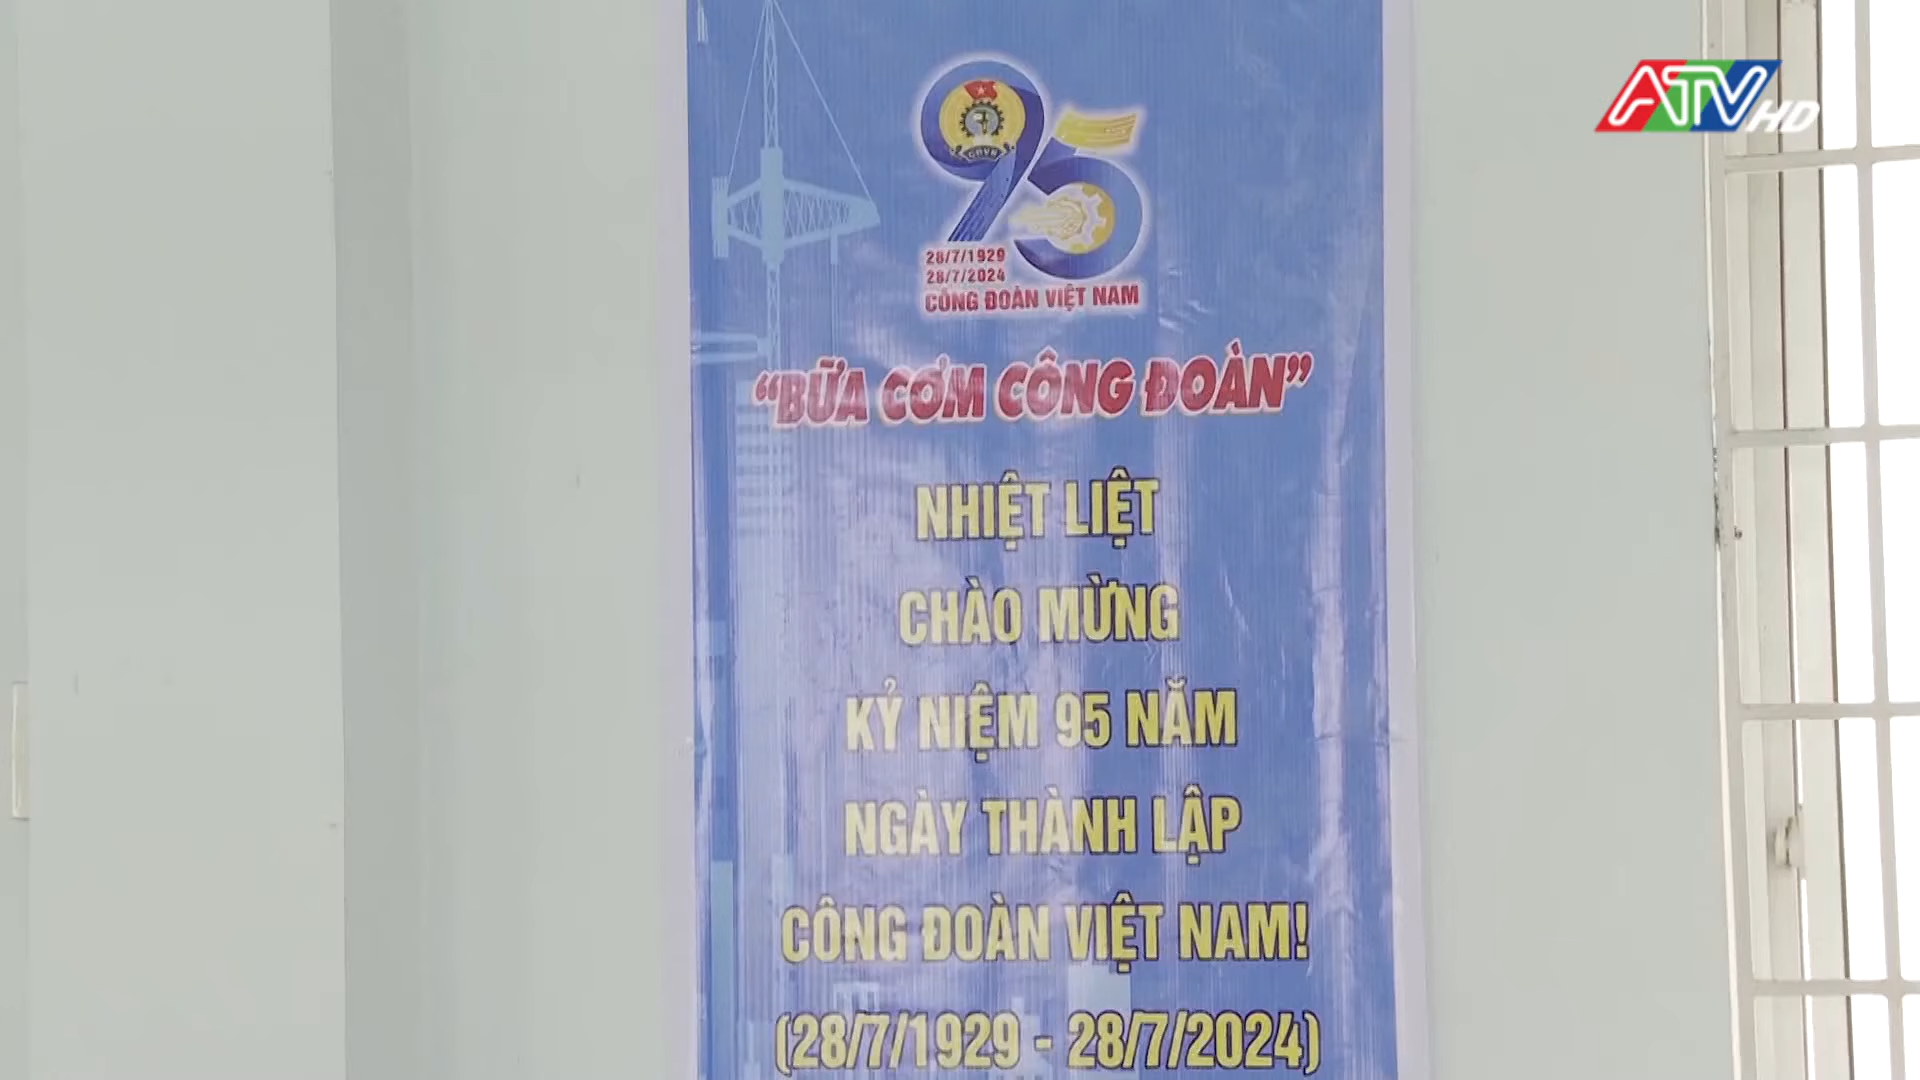 ATV HD
95
28/7/1929
28/7/2024
CÔNG ĐOÀN VIỆT NAM
“BỮA CƠM CÔNG ĐOÀN”
NHIỆT LIỆT
CHÀO MỪNG
KỶ NIỆM 95 NĂM
NGÀY THÀNH LẬP
CÔNG ĐOÀN VIỆT NAM!
(28/7/1929 - 28/7/2024)